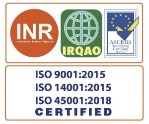 INR
IRQAO
ISO 9001:2015
ISO 14001:2015
ISO 45001:2018
CERTIFIED